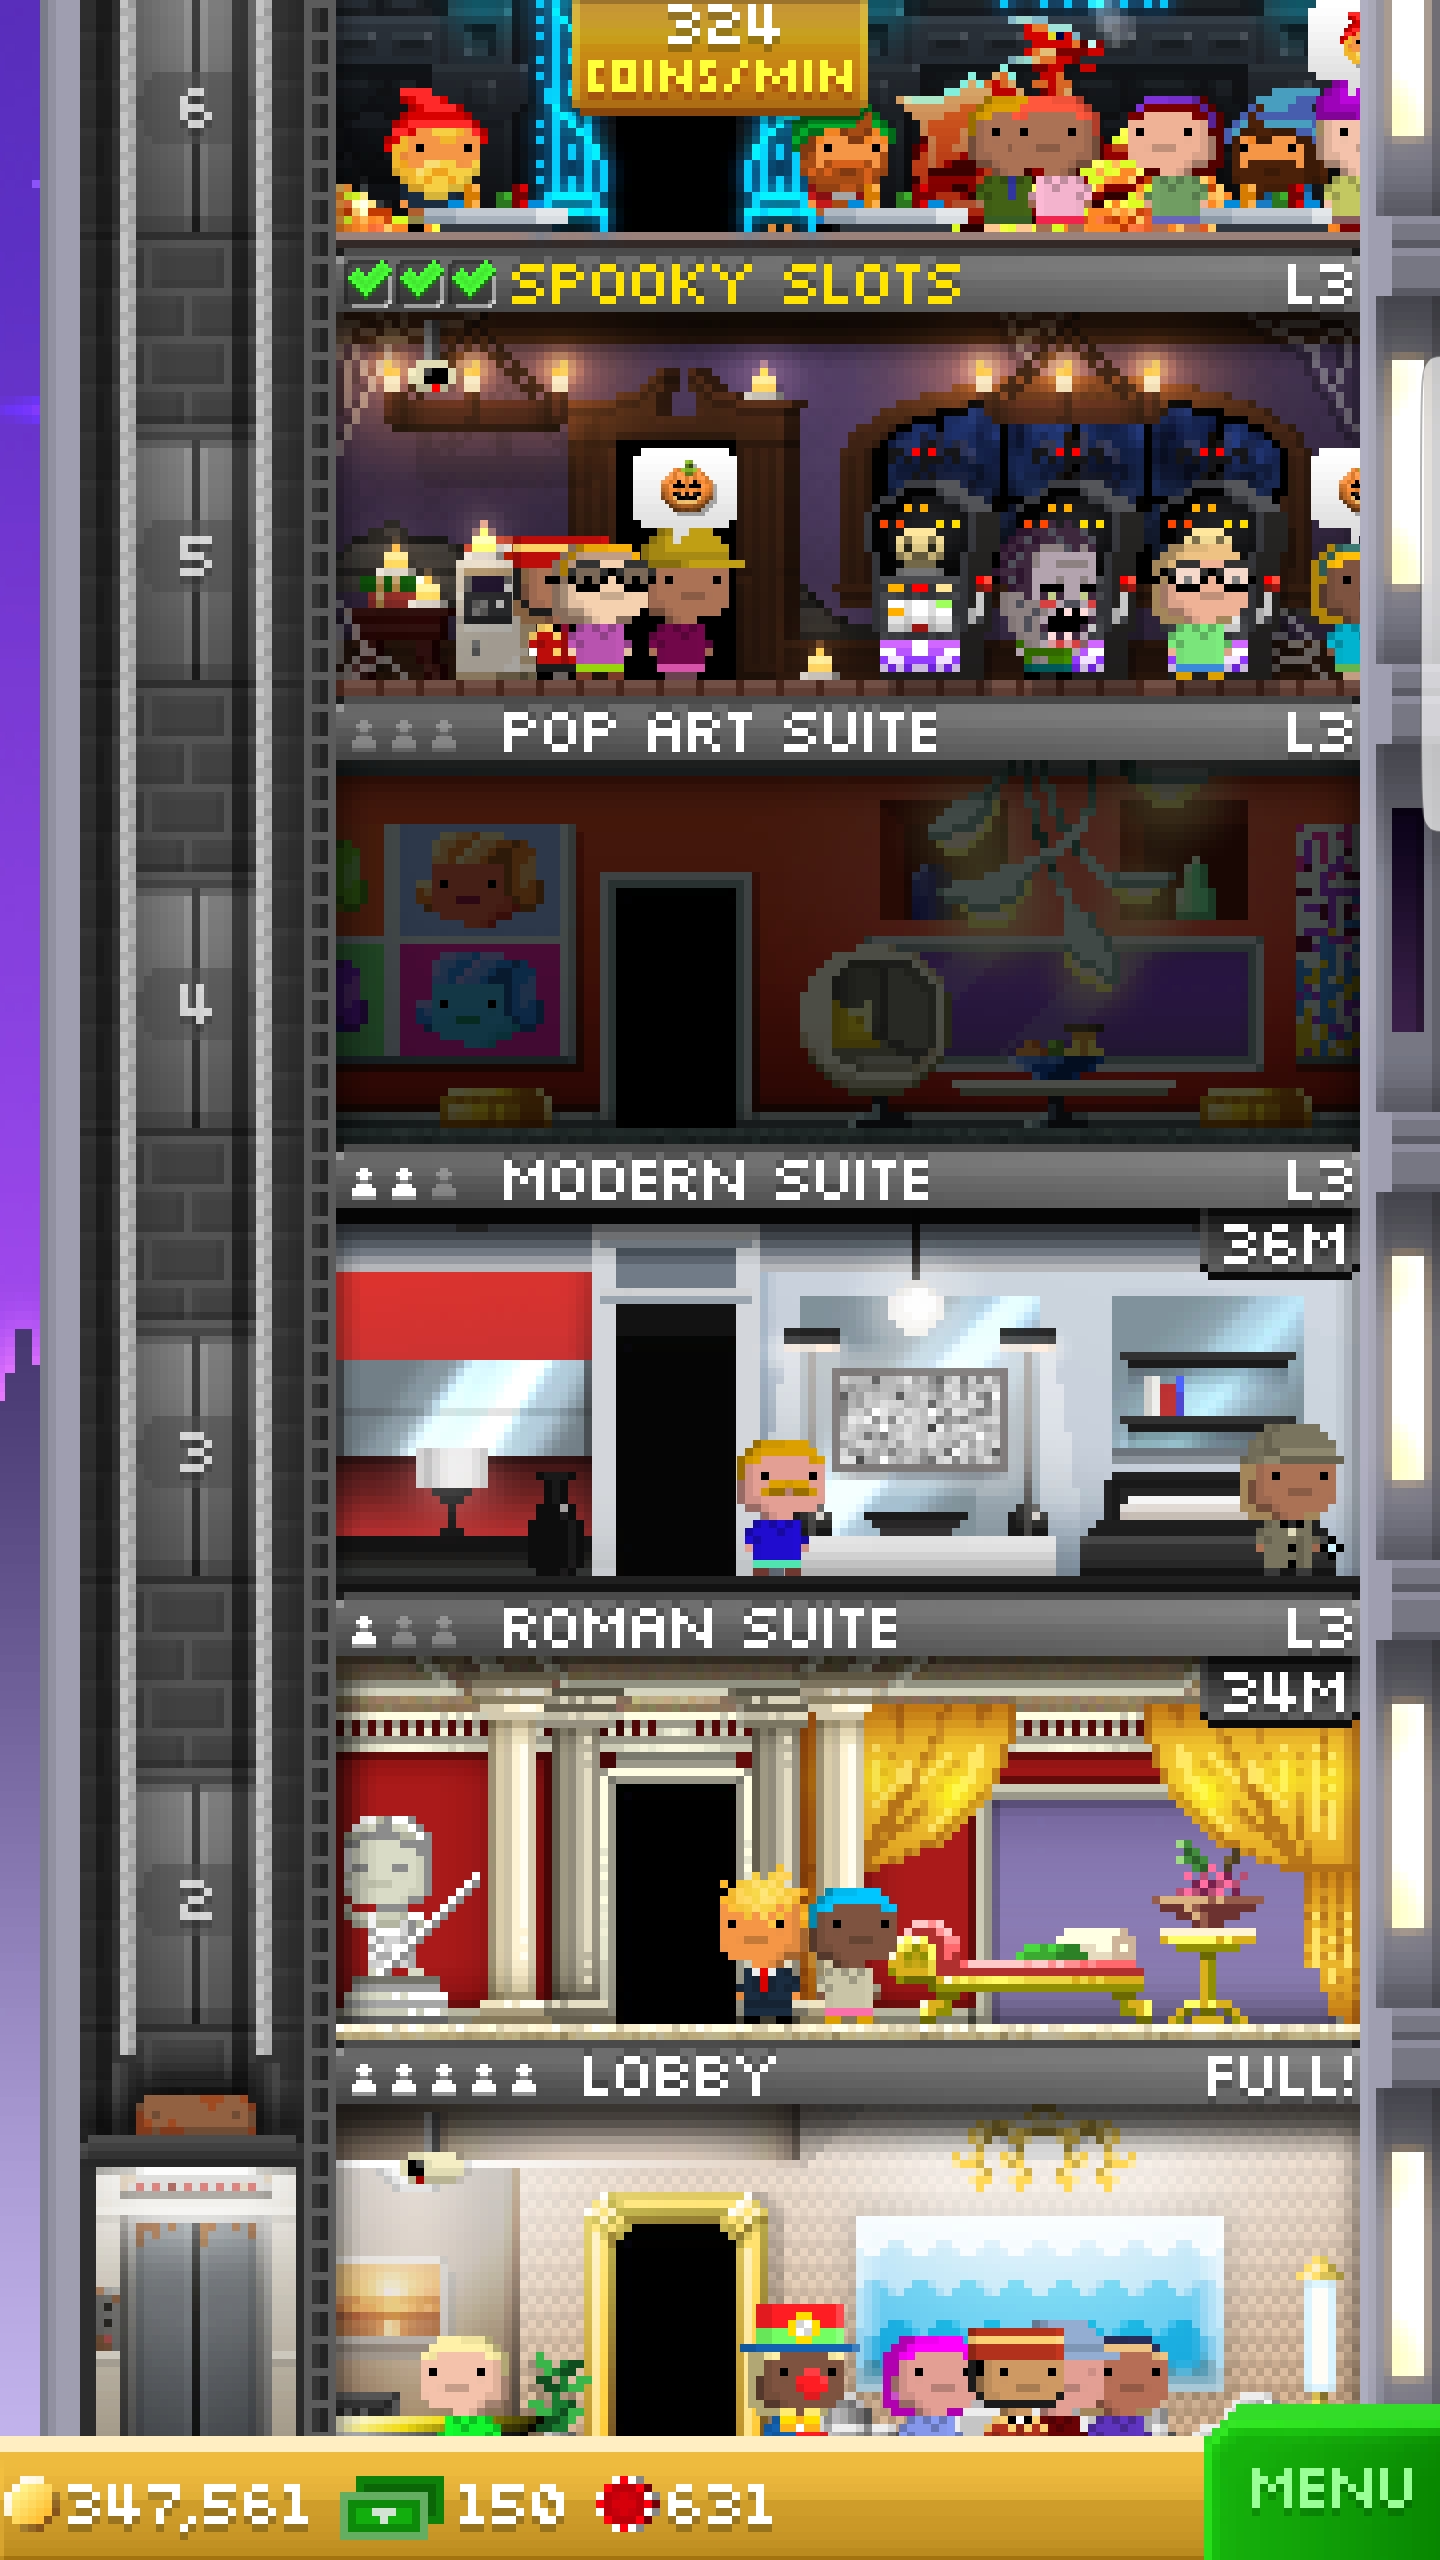 324
COINS/MIN
6
SPOOKY SLOTS L3
5
POP ART SUITE L3
4
MODERN SUITE L3
36M
3
ROMAN SUITE L3
34M
2
LOBBY FULL!
347,561 150 631 MENU